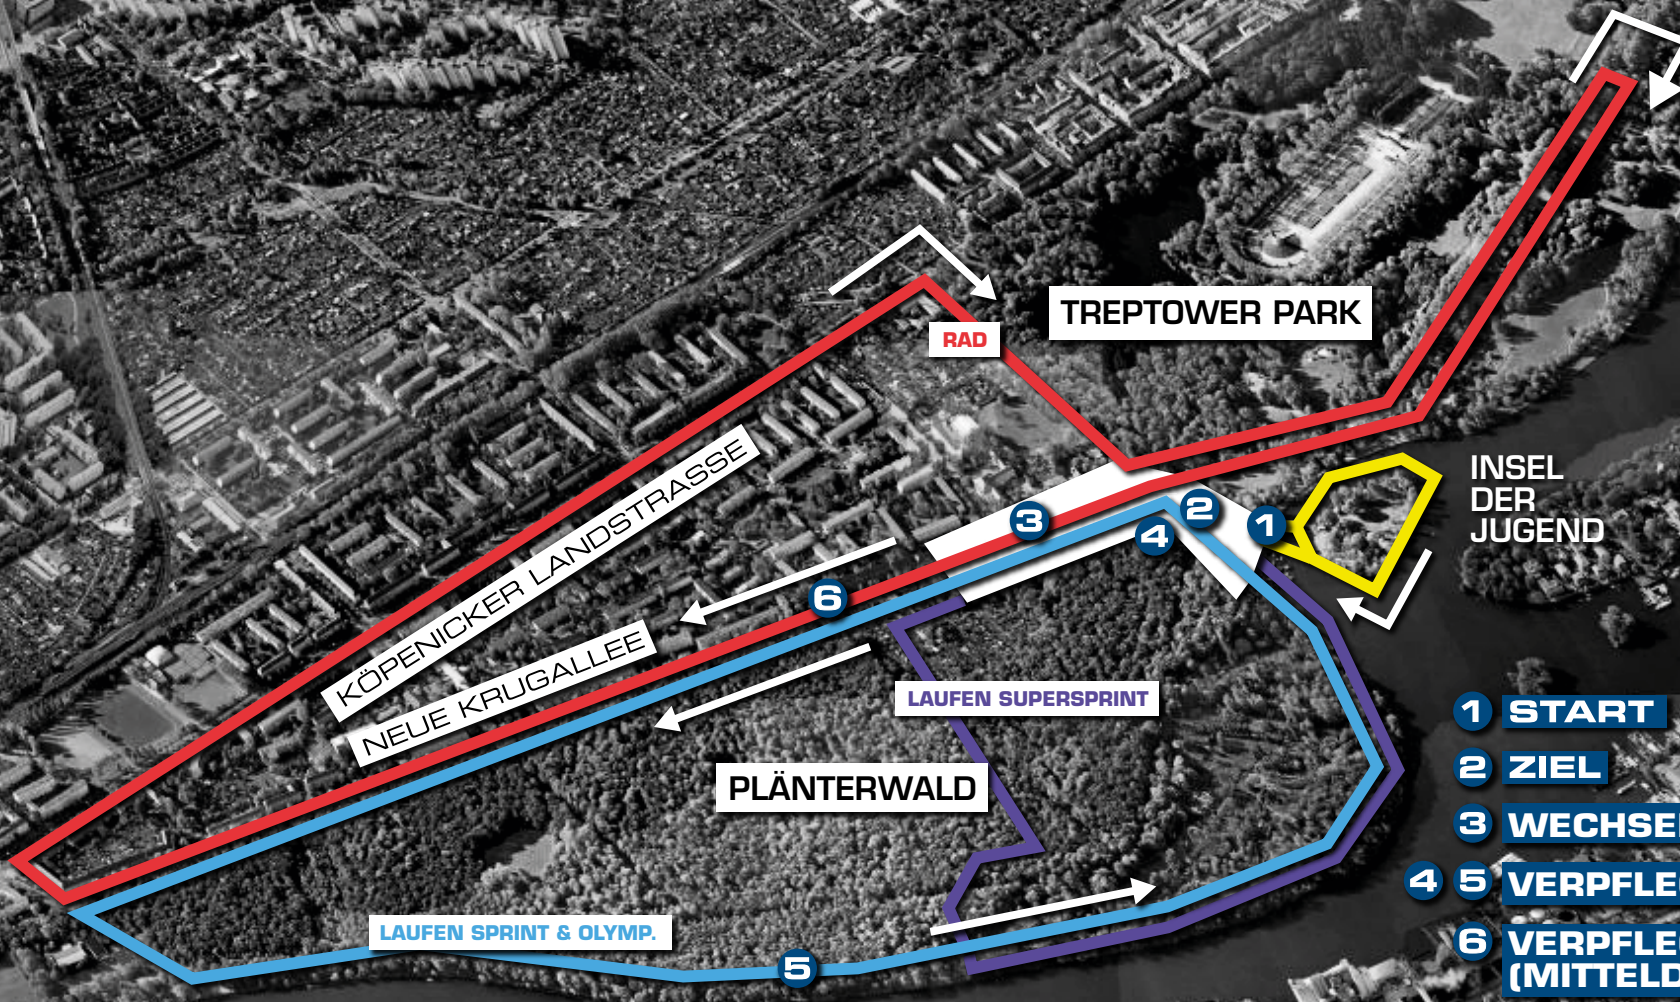 TREPTOWER PARK
RAD
KÖPENICKER LANDSTRASSE
NEUE KRUGALLEE
INSEL
DER
JUGEND
3
2
1
4
6
LAUFEN SUPERSPRINT
PLÄNTERWALD
LAUFEN SPRINT & OLYMP.
5
1 START
2 ZIEL
3 WECHSE
4 5 VERPFLE
6 VERPFLE
(MITTELD